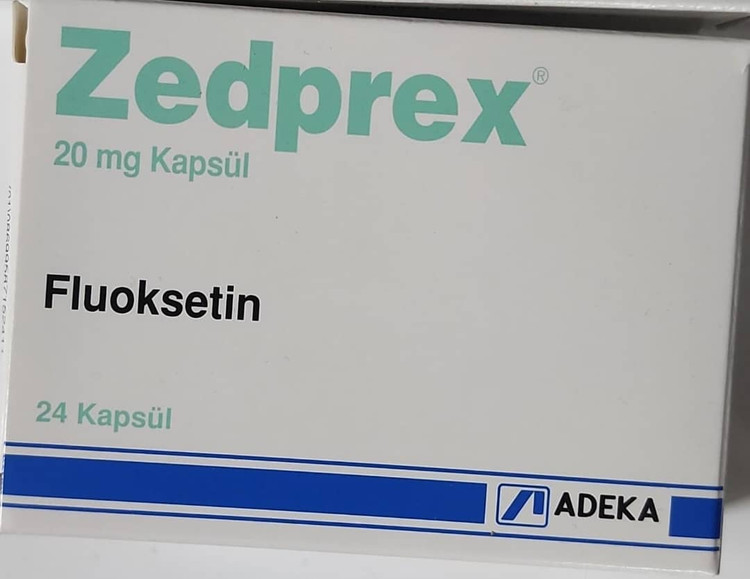 Zedprex®
20 mg Kapsül
Fluoksetin
24 Kapsül
ADEKA